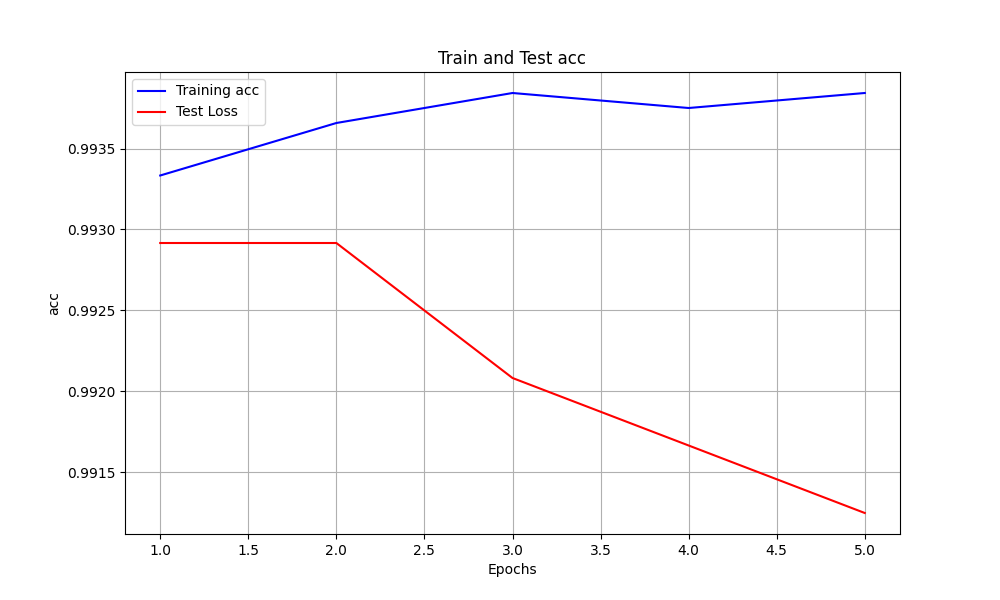 Train and Test acc
Training acc
Test Loss
0.9935
0.9930
0.9925
0.9920
0.9915
acc
1.0 1.5 2.0 2.5 3.0 3.5 4.0 4.5 5.0
Epochs